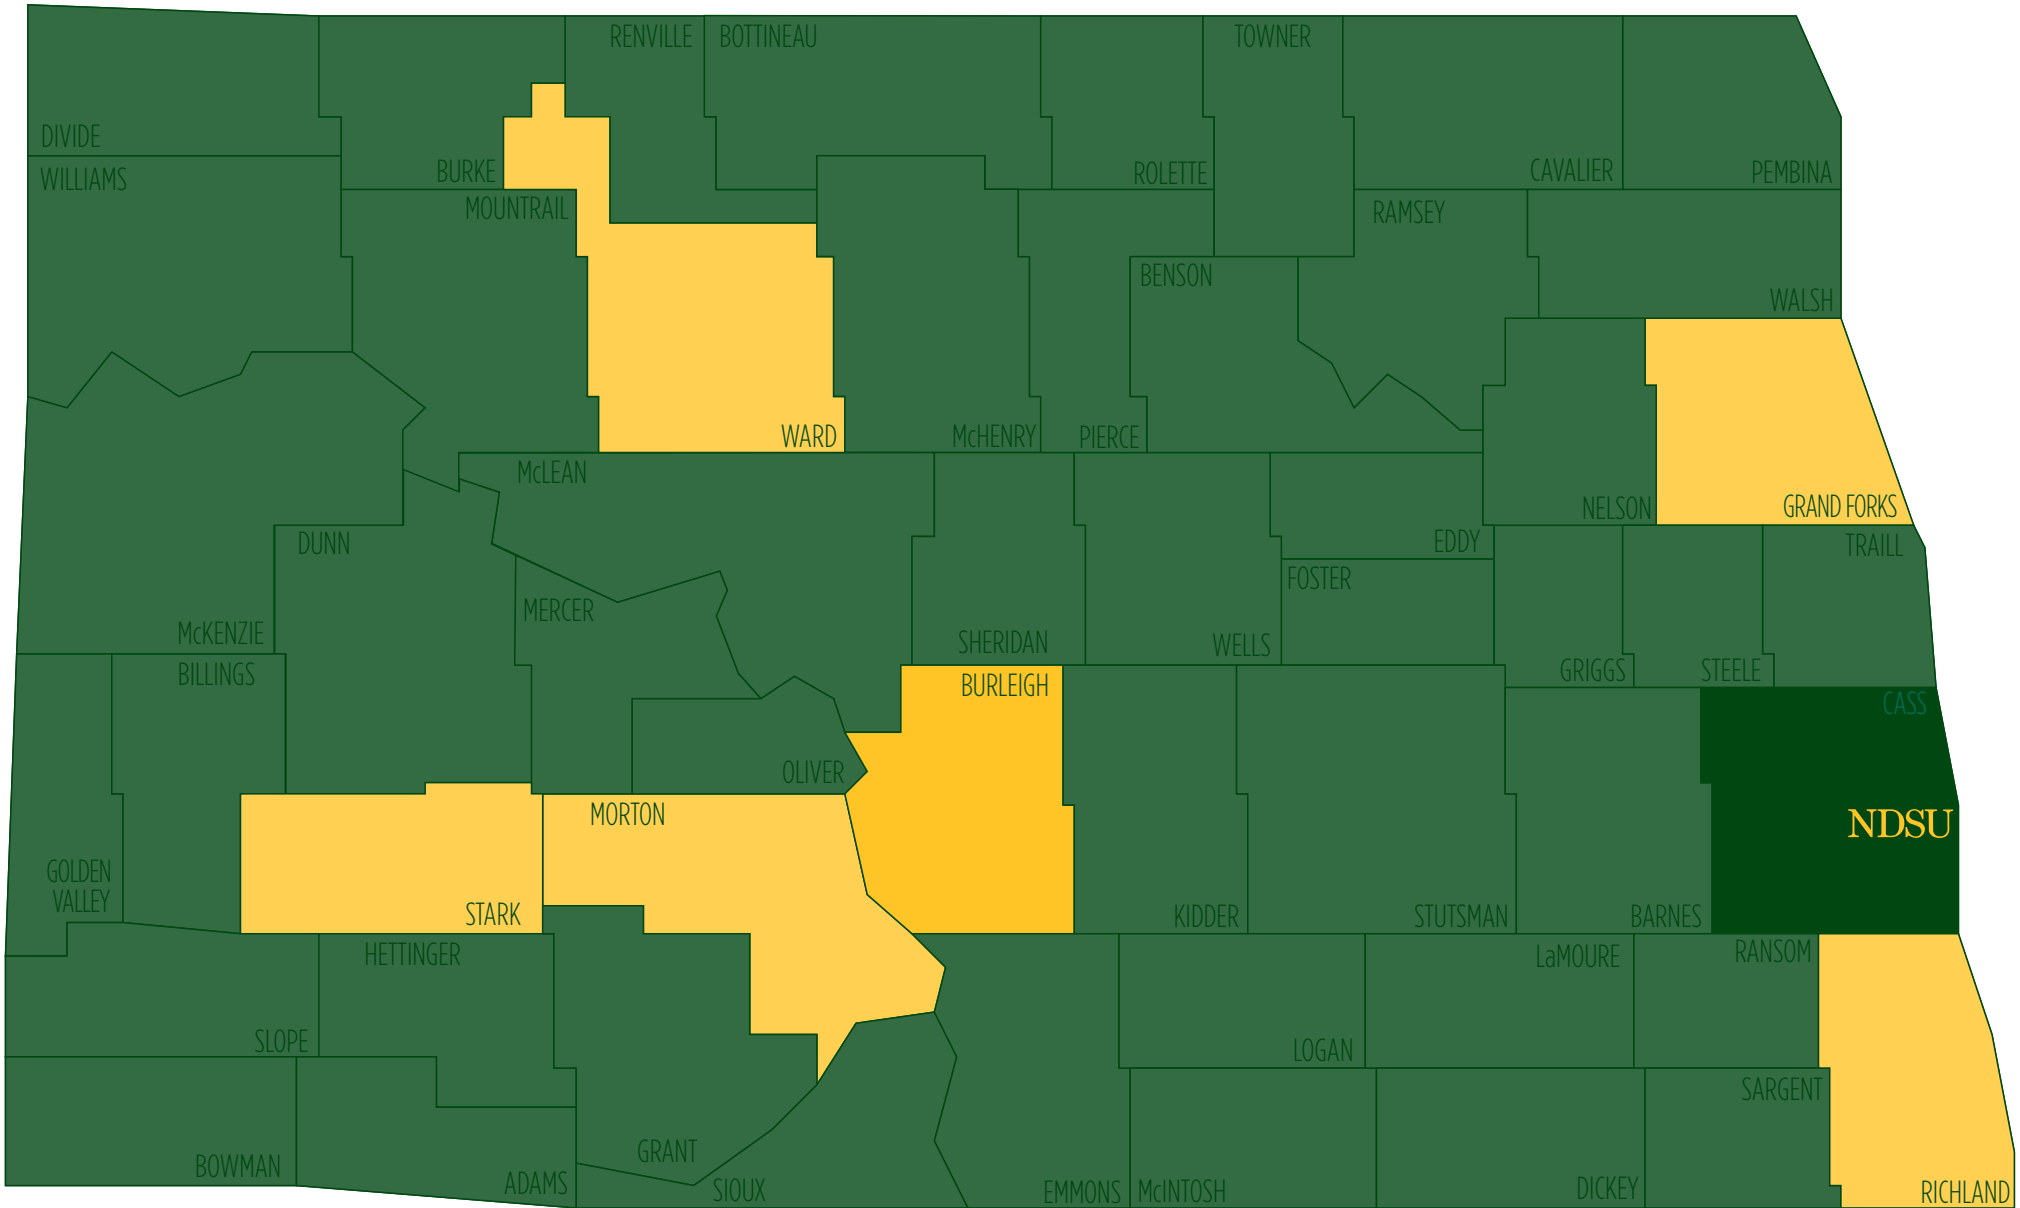 RENVILLE
BOTTINEAU
TOWNER
DIVIDE
BURKE
ROLETTE
CAVALIER
PEMBINA
WILLIAMS
MOUNTRAIL
RAMSEY
BENSON
WALSH
WARD
McHENRY
PIERCE
McLEAN
NELSON
GRAND FORKS
DUNN
EDDY
TRAILL
FOSTER
MERCER
McKENZIE
SHERIDAN
WELLS
GRIGGS
STEELE
BILLINGS
BURLEIGH
CASS
OLIVER
MORTON
NDSU
GOLDEN
VALLEY
STARK
KIDDER
STUTSMAN
BARNES
HETTINGER
LaMOURE
RANSOM
SLOPE
LOGAN
SARGENT
GRANT
BOWMAN
ADAMS
SIOUX
EMMONS
McINTOSH
DICKEY
RICHLAND